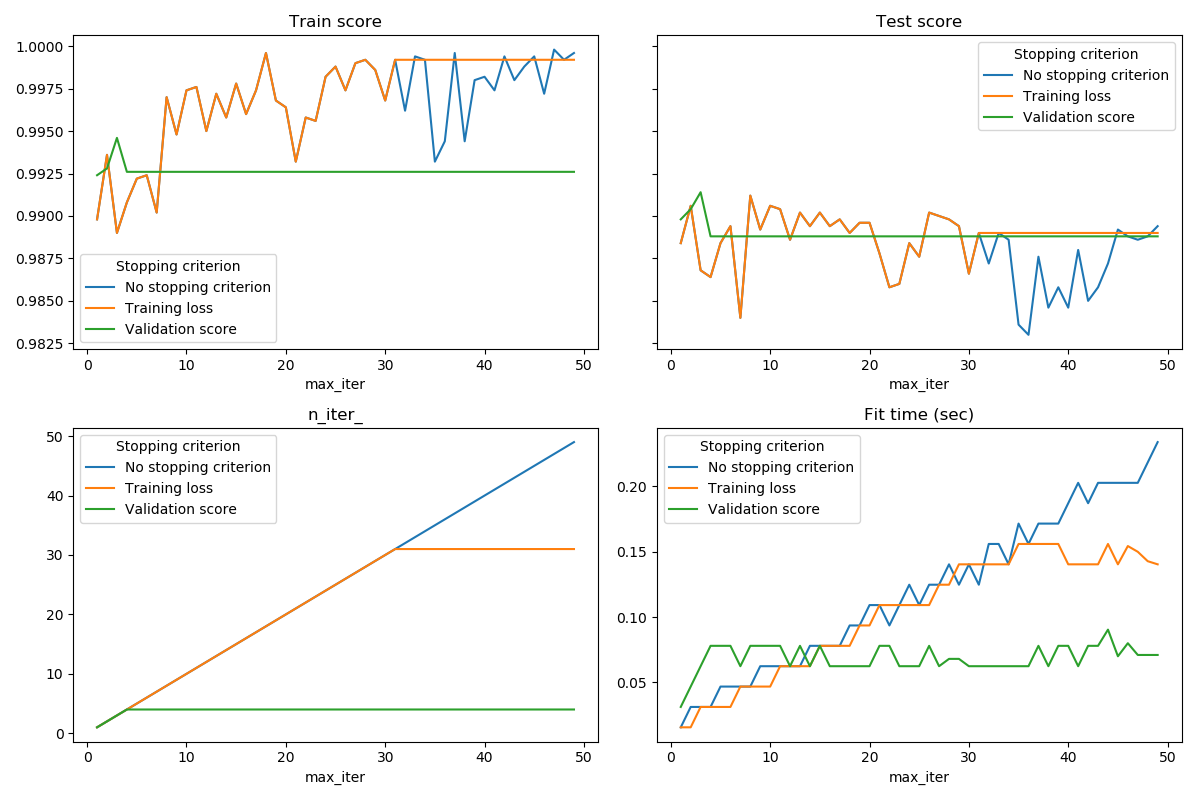 Train score
1.0000
0.9975
0.9950
0.9925
0.9900
0.9875
0.9850
0.9825
Stopping criterion
No stopping criterion
Training loss
Validation score
0 10 20 30 40 50
max_iter
Test score
Stopping criterion
No stopping criterion
Training loss
Validation score
0 10 20 30 40 50
max_iter
n_iter_
50
40
30
20
10
0
Stopping criterion
No stopping criterion
Training loss
Validation score
0 10 20 30 40 50
max_iter
Fit time (sec)
0.20
0.15
0.10
0.05
Stopping criterion
No stopping criterion
Training loss
Validation score
0 10 20 30 40 50
max_iter